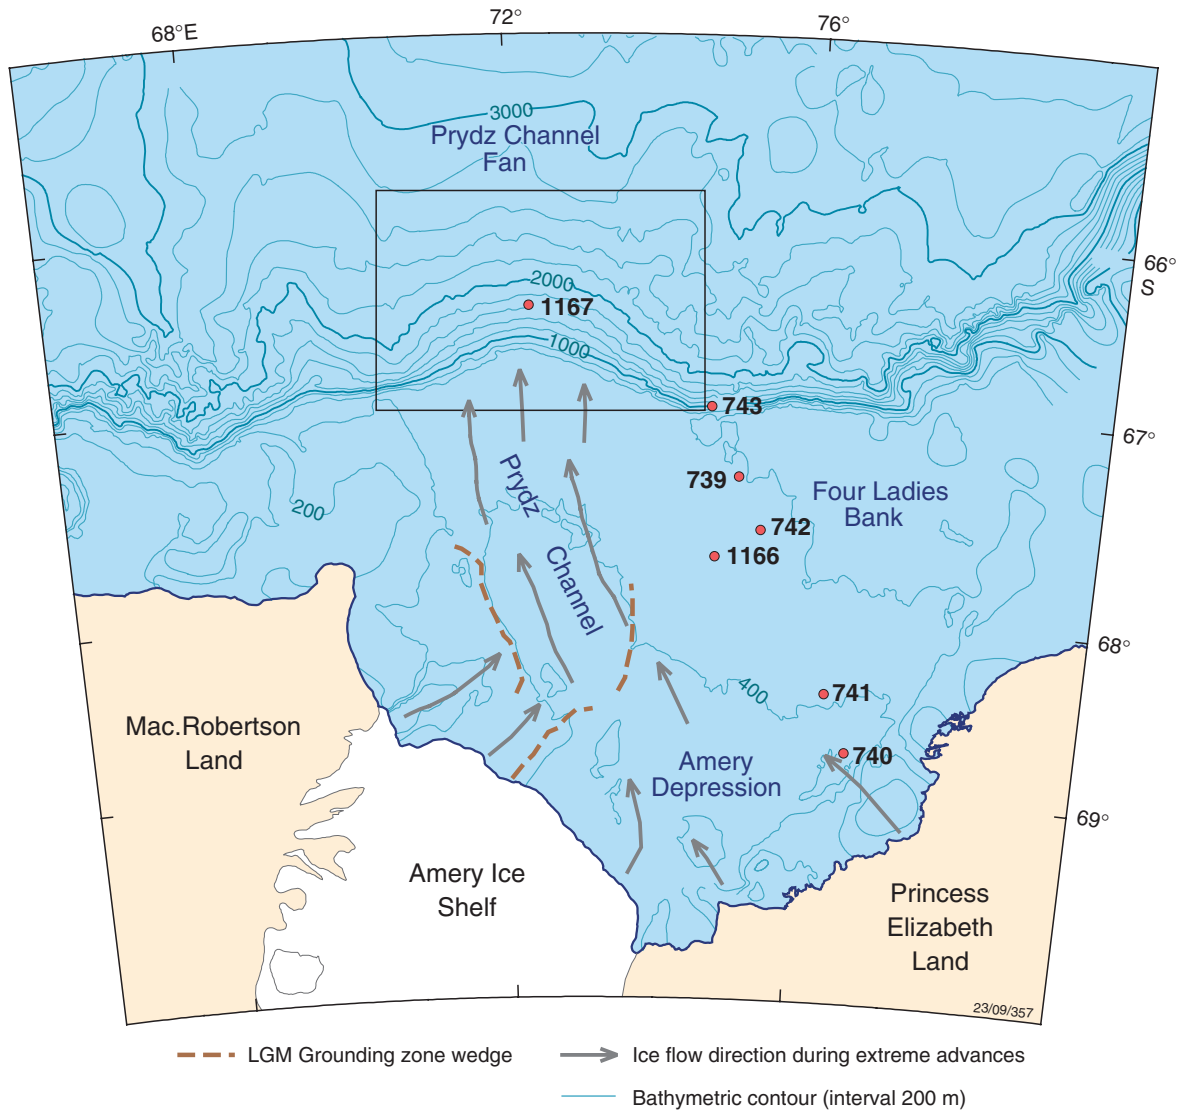 68°E
72°
76°
3000
Prydz Channel
Fan
66°
S
2000
1167
1000
743
67°
Prydz
739
Four Ladies
Bank
200
742
1166
Channel
68°
400
741
Mac.Robertson
Land
740
Amery
Depression
69°
Amery Ice
Shelf
Princess
Elizabeth
Land
23/09/357
LGM Grounding zone wedge
Ice flow direction during extreme advances
Bathymetric contour (interval 200 m)